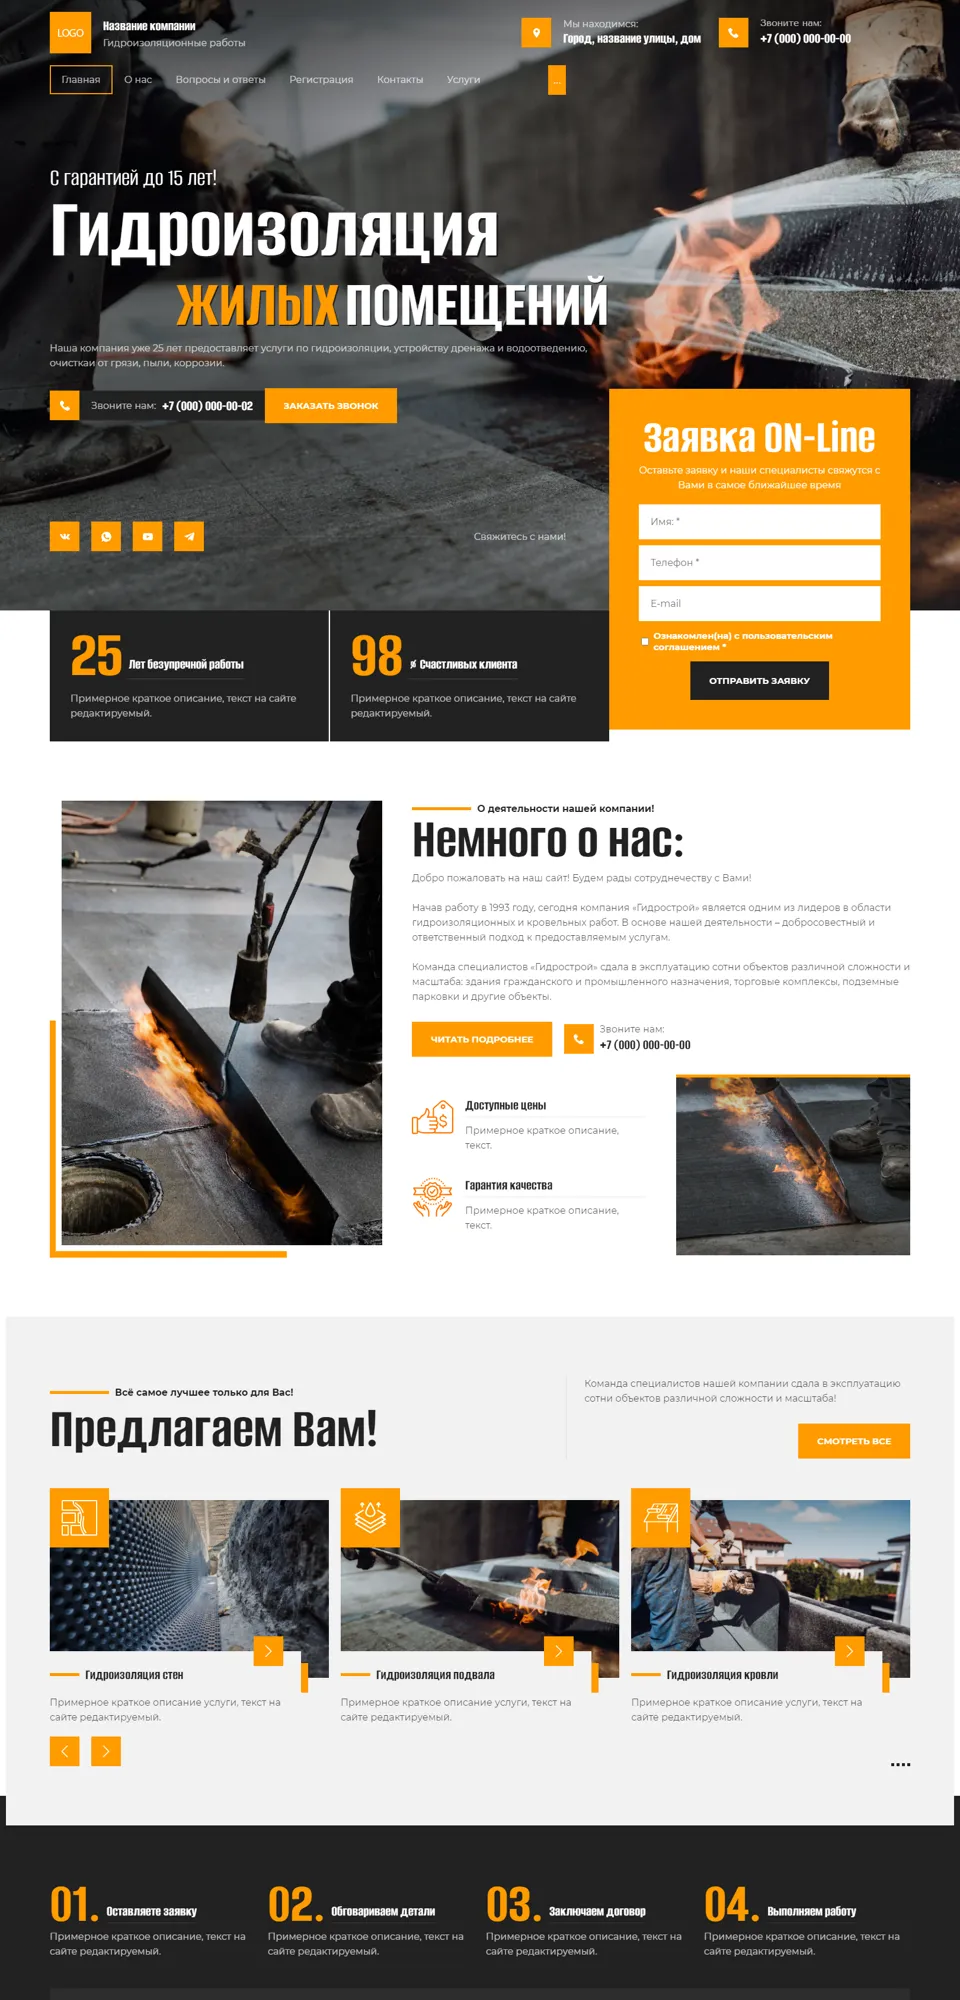 LOGO
Название компании
Гидроизоляционные работы
Мы находимся:
Город, название улицы, дом
Звоните нам:
+7 (000) 000-00-00
Главная
О нас
Вопросы и ответы
Регистрация
Контакты
Услуги
...
С гарантией до 15 лет!
Гидроизоляция
ЖИЛЫХ ПОМЕЩЕНИЙ
Наша компания уже 25 лет предоставляет услуги по гидроизоляции, устройству дренажа и водоотведению,
очисткаи от грязи, пыли, коррозии.
Звоните нам: +7 (000) 000-00-02
ЗАКАЗАТЬ ЗВОНОК
Свяжитесь с нами!
Заявка ON-Line
Оставьте заявку и наши специалисты свяжутся с
Вами в самое ближайшее время
Имя: *
Телефон *
E-mail
Ознакомлен(на) с пользовательским
соглашением *
ОТПРАВИТЬ ЗАЯВКУ
25 Лет безупречной работы
Примерное краткое описание, текст на сайте
редактируемый.
98 Счастливых клиента
Примерное краткое описание, текст на сайте
редактируемый.
О деятельности нашей компании!
Немного о нас:
Добро пожаловать на наш сайт! Будем рады сотруднечеству с Вами!
Начав работу в 1993 году, сегодня компания «Гидрострой» является одним из лидеров в области
гидроизоляционных и кровельных работ. В основе нашей деятельности – добросовестный и
ответственный подход к предоставляемым услугам.
Команда специалистов «Гидрострой» сдала в эксплуатацию сотни объектов различной сложности и
масштаба: здания гражданского и промышленного назначения, торговые комплексы, подземные
парковки и другие объекты.
ЧИТАТЬ ПОДРОБНЕЕ
Звоните нам:
+7 (000) 000-00-00
Доступные цены
Примерное краткое описание,
текст.
Гарантия качества
Примерное краткое описание,
текст.
Всё самое лучшее только для Вас!
Предлагаем Вам!
Команда специалистов нашей компании сдала в эксплуатацию
сотни объектов различной сложности и масштаба!
СМОТРЕТЬ ВСЕ
Гидроизоляция стен
Примерное краткое описание услуги, текст на
сайте редактируемый.
Гидроизоляция подвала
Примерное краткое описание услуги, текст на
сайте редактируемый.
Гидроизоляция кровли
Примерное краткое описание услуги, текст на
сайте редактируемый.
01. Оставляете заявку
Примерное краткое описание, текст на
сайте редактируемый.
02. Обговариваем детали
Примерное краткое описание, текст на
сайте редактируемый.
03. Заключаем договор
Примерное краткое описание, текст на
сайте редактируемый.
04. Выполняем работу
Примерное краткое описание, текст на
сайте редактируемый.